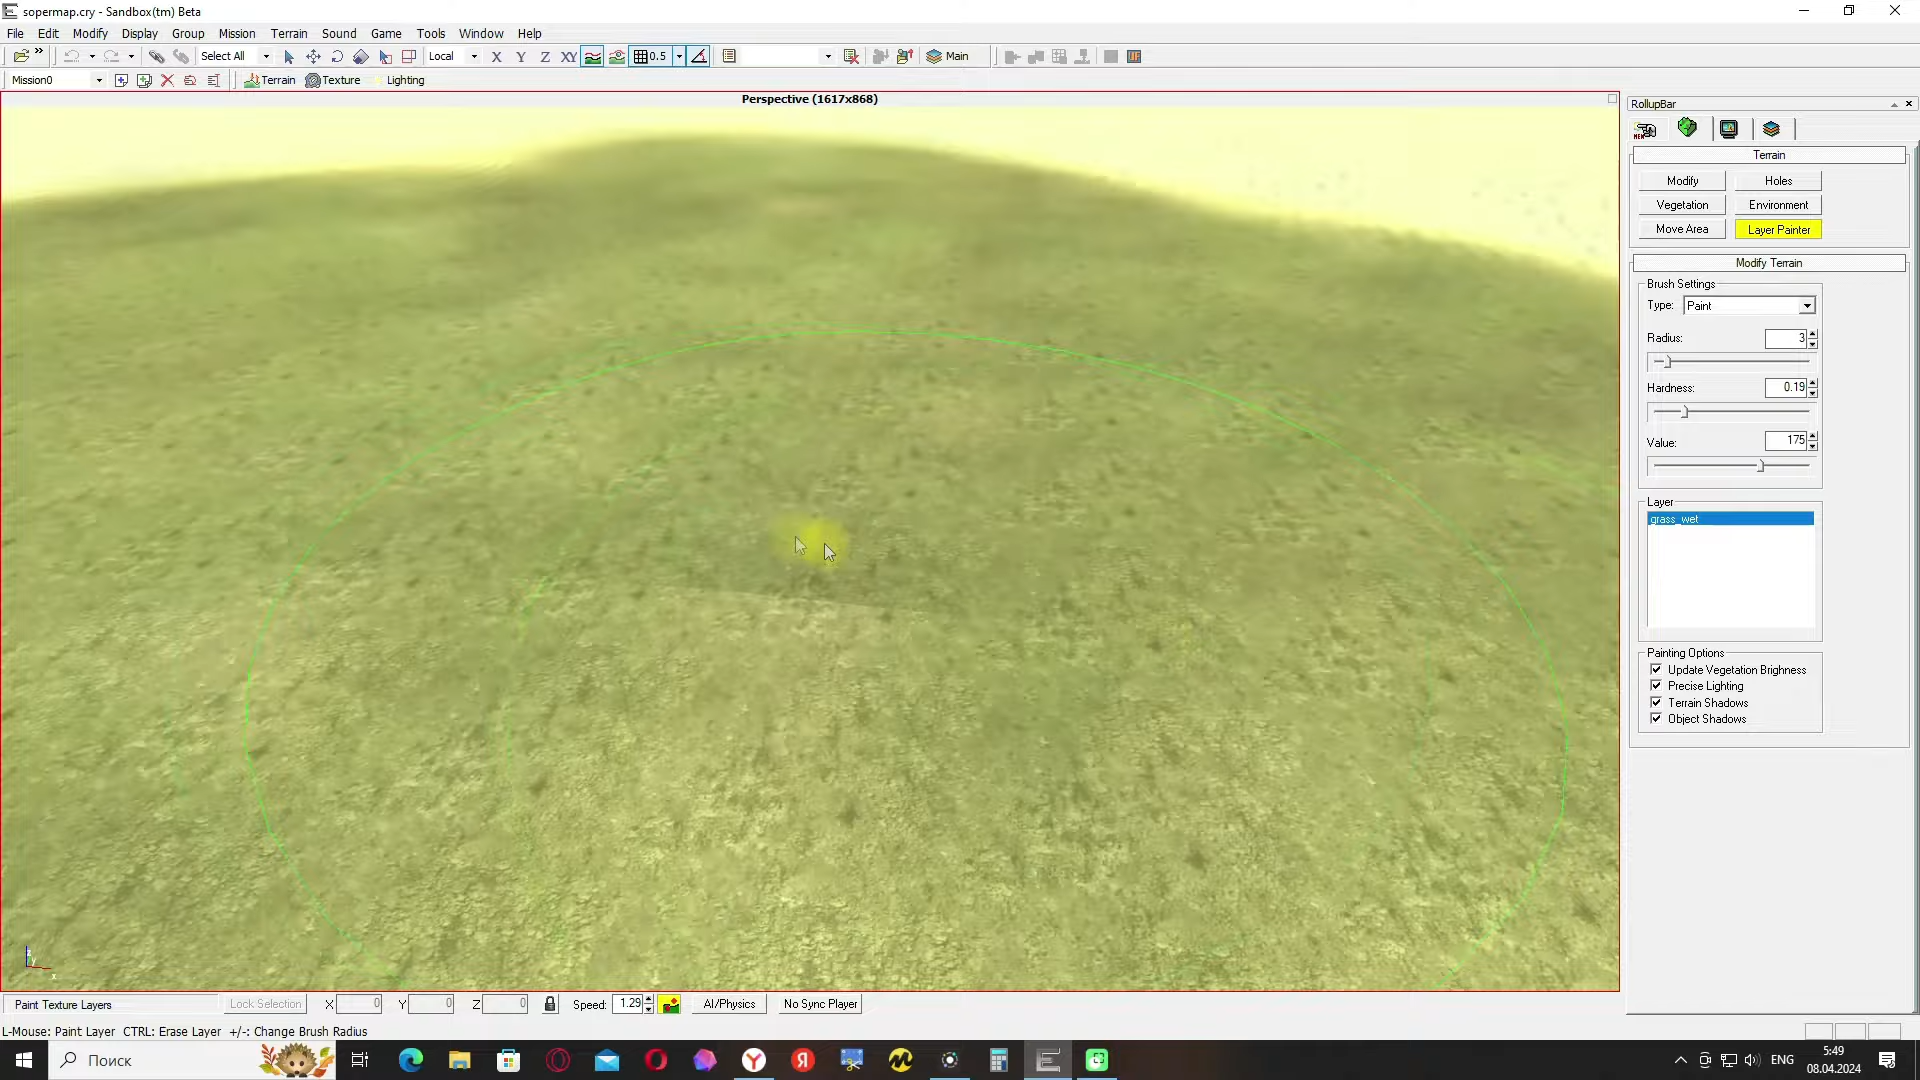 sopermap.cry - Sandbox(tm) Beta
File Edit Modify Display Group Mission Terrain Sound Game Tools Window Help
Select All Local X Y Z XY 0.5 Main
Mission0 Terrain Texture Lighting
Perspective (1617x868)
RollupBar
NEW
Terrain
Modify Holes
Vegetation Environment
Move Area Layer Painter
Modify Terrain
Brush Settings
Type: Paint
Radius: 3
Hardness: 0.19
Value: 175
Layer
grass_wet
Painting Options
Update Vegetation Brighness
Precise Lighting
Terrain Shadows
Object Shadows
y
x
Paint Texture Layers Lock Selection X 0 Y 0 Z 0 Speed: 1.29 AI/Physics No Sync Player
L-Mouse: Paint Layer CTRL: Erase Layer +/-: Change Brush Radius
Поиск
ENG
5:49
08.04.2024